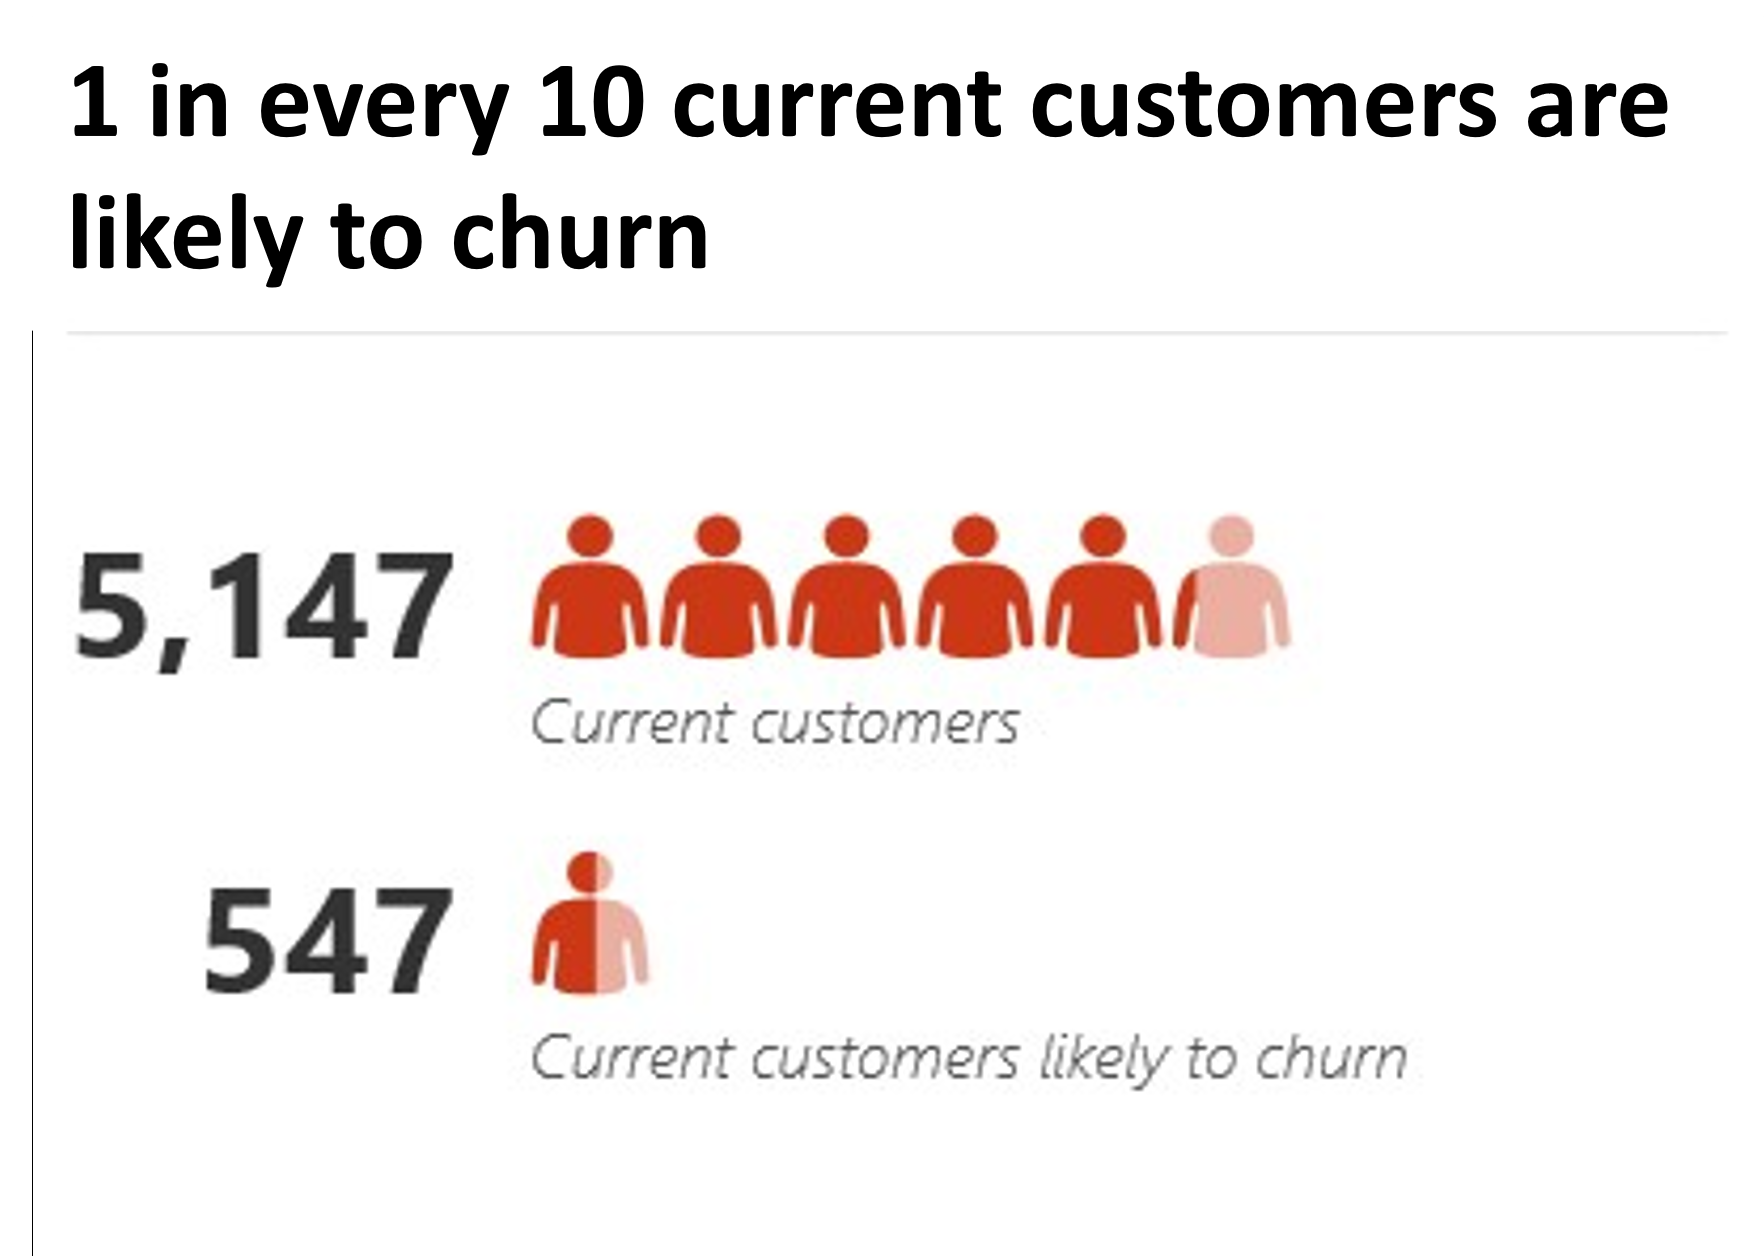 1 in every 10 current customers are
likely to churn
5,147
Current customers
547
Current customers likely to churn